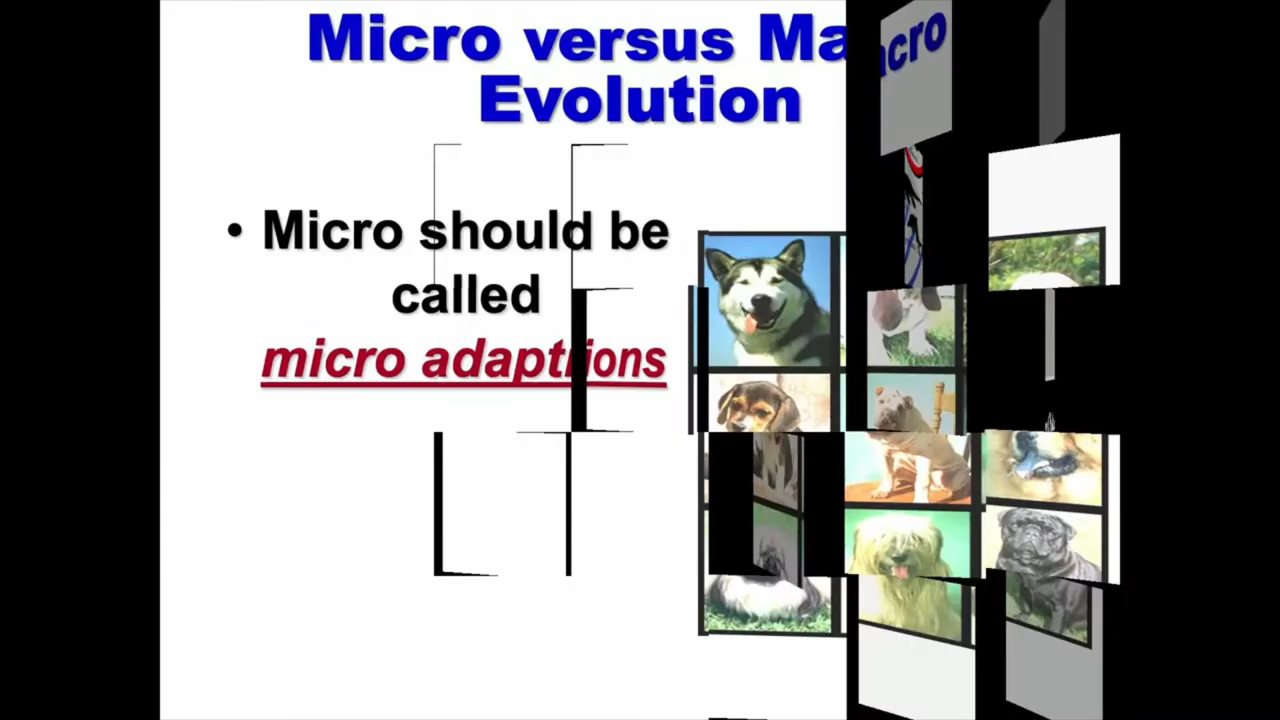 Micro versus Macro
Evolution
• Micro should be
called
micro adaptions